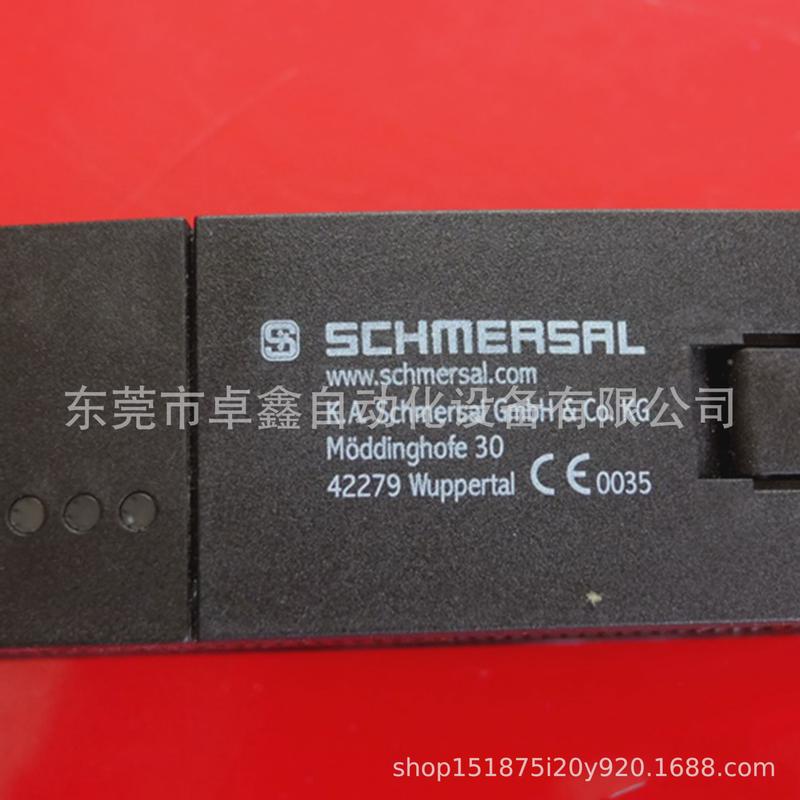 SCHMERSAL
www.schmersal.com
K.A. Schmersal GmbH & Co. KG
东莞市卓鑫自动化设备有限公司
Möddinghofe 30
42279 Wuppertal CE 0035
shop151875i20y920.1688.com